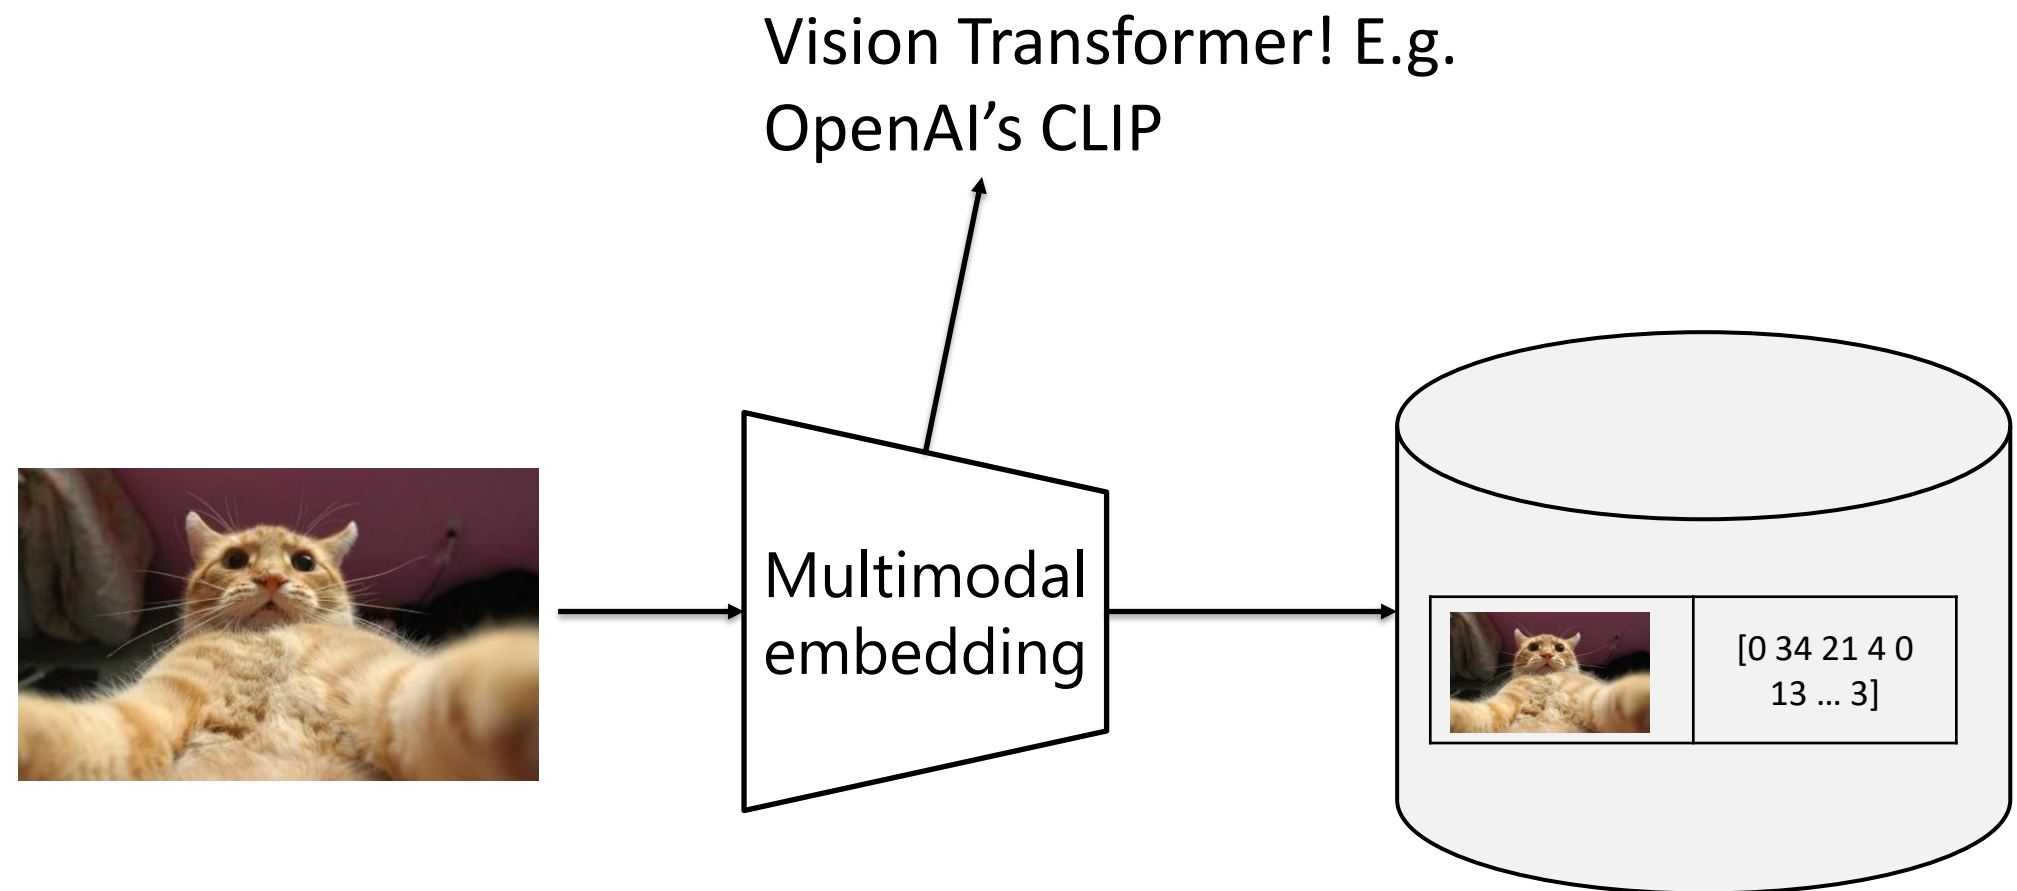 Vision Transformer! E.g.
OpenAI’s CLIP
Multimodal
embedding
[0 34 21 4 0
13 … 3]